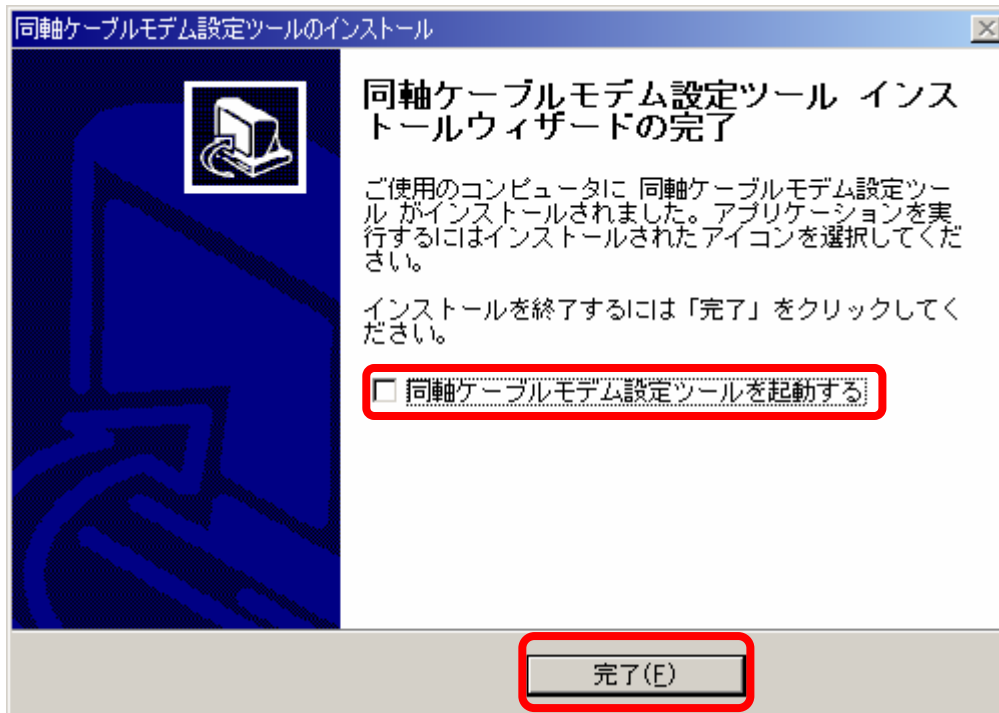 同軸ケーブルモデム設定ツールのインストール
同軸ケーブルモデム設定ツール インス
トールウィザードの完了
ご使用のコンピュータに 同軸ケーブルモデム設定ツー
ル がインストールされました。アプリケーションを実
行するにはインストールされたアイコンを選択してくだ
さい。
インストールを終了するには「完了」をクリックしてく
ださい。
同軸ケーブルモデム設定ツールを起動する
完了(F)